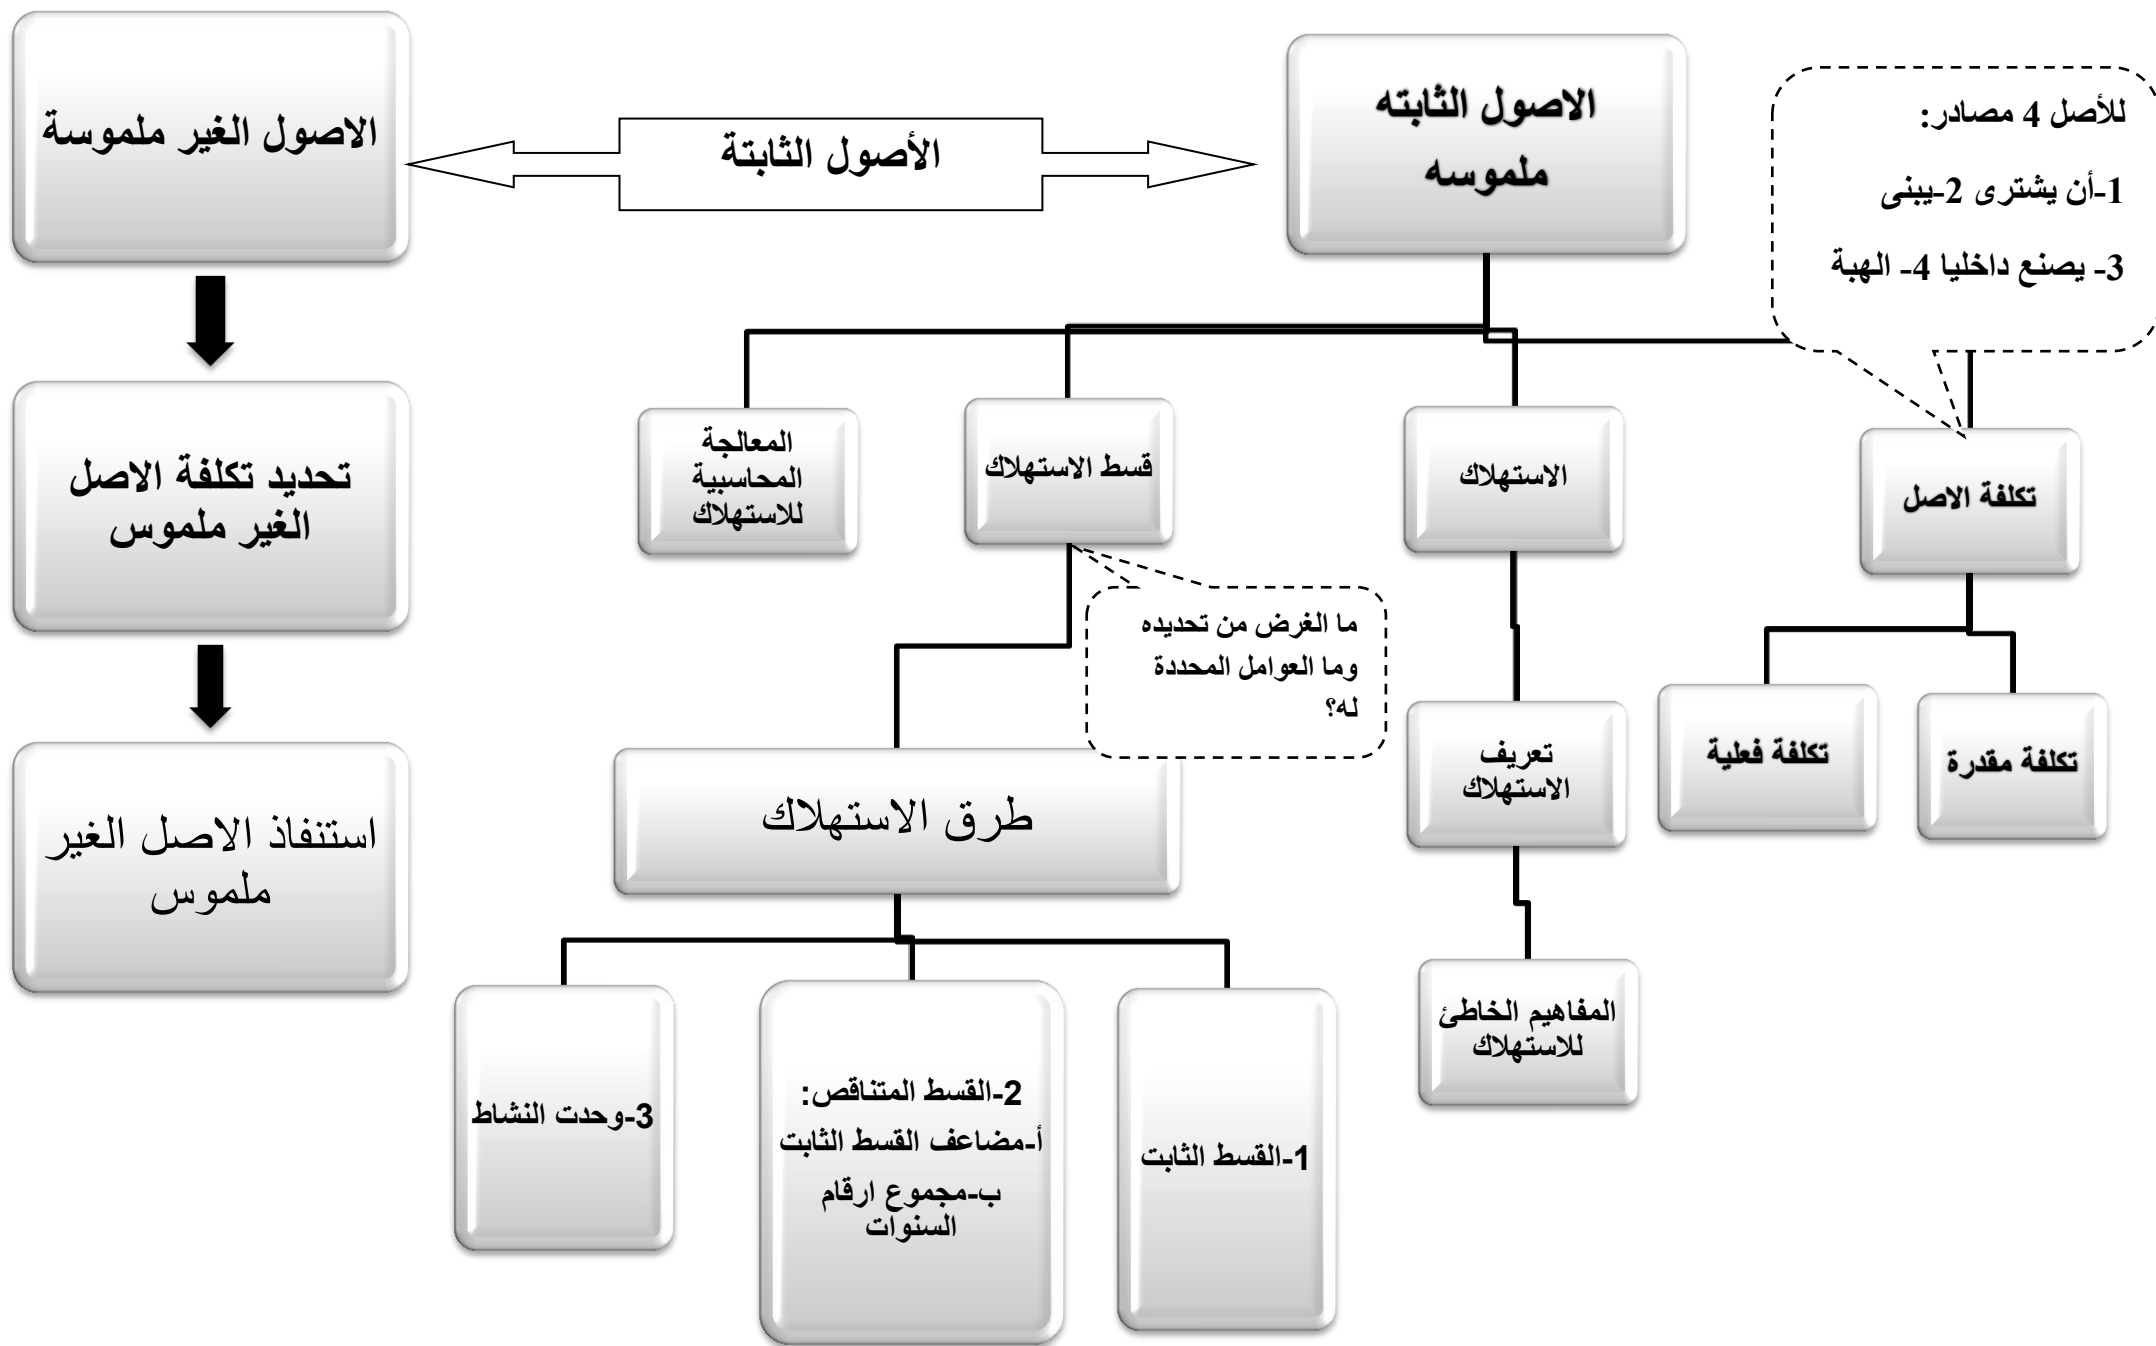 للأصل 4 مصادر:
1-أن يشترى 2-يبنى
3- يصنع داخليا 4- الهبة
الاصول الثابته
ملموسه
الأصول الثابتة
الاصول الغير ملموسة
تكلفة الاصل
الاستهلاك
قسط الاستهلاك
المعالجة
المحاسبية
للاستهلاك
تحديد تكلفة الاصل
الغير ملموس
ما الغرض من تحديده
وما العوامل المحددة
له؟
تكلفة مقدرة
تكلفة فعلية
تعريف
الاستهلاك
طرق الاستهلاك
استنفاذ الاصل الغير
ملموس
المفاهيم الخاطئ
للاستهلاك
1-القسط الثابت
2-القسط المتناقص:
أ-مضاعف القسط الثابت
ب-مجموع ارقام
السنوات
3-وحدت النشاط